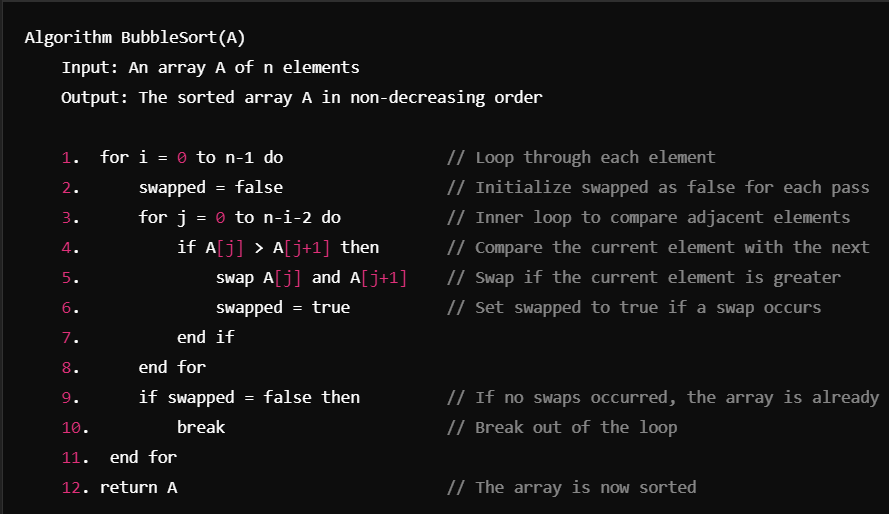 Algorithm BubbleSort(A)
    Input: An array A of n elements
    Output: The sorted array A in non-decreasing order

    1.  for i = 0 to n-1 do                 // Loop through each element
    2.      swapped = false                 // Initialize swapped as false for each pass
    3.      for j = 0 to n-i-2 do           // Inner loop to compare adjacent elements
    4.          if A[j] > A[j+1] then       // Compare the current element with the next
    5.              swap A[j] and A[j+1]    // Swap if the current element is greater
    6.              swapped = true          // Set swapped to true if a swap occurs
    7.          end if
    8.      end for
    9.      if swapped = false then         // If no swaps occurred, the array is already
    10.         break                       // Break out of the loop
    11.  end for
    12. return A                            // The array is now sorted